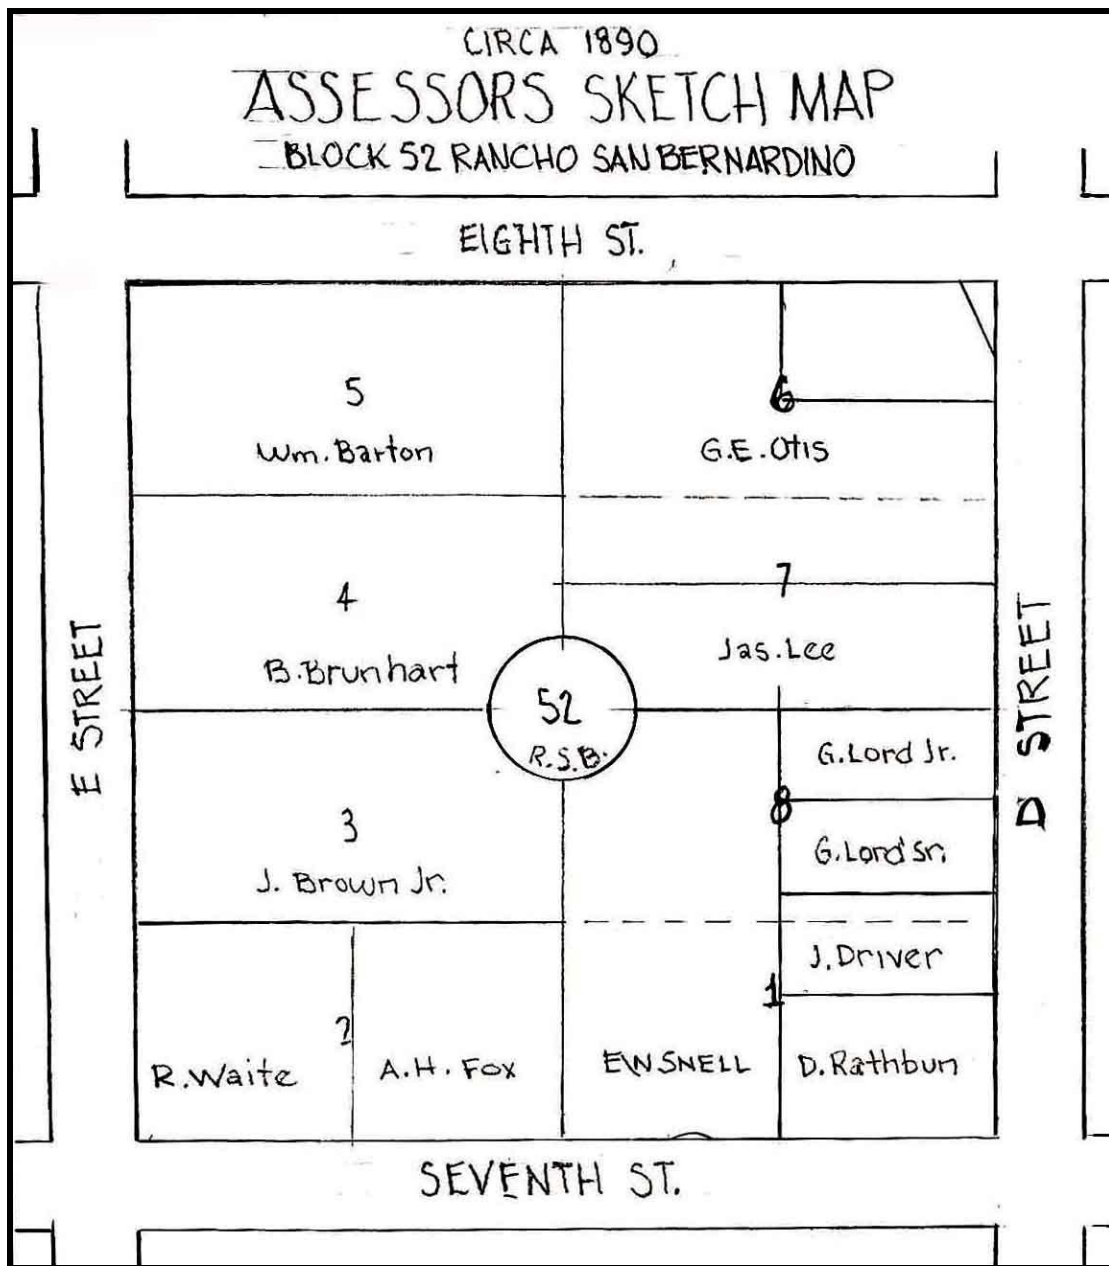 CIRCA 1890
ASSESSORS SKETCH MAP
BLOCK 52 RANCHO SAN BERNARDINO
EIGHTH ST.
5
Wm. Barton
6
G.E. Otis
4
B. Brunhart
7
Jas. Lee
E STREET
D STREET
52
R.S.B.
G. Lord Jr.
8
G. Lord Sr.
3
J. Brown Jr.
J. Driver
1
2
R. Waite
A.H. Fox
EW SNELL
D. Rathbun
SEVENTH ST.